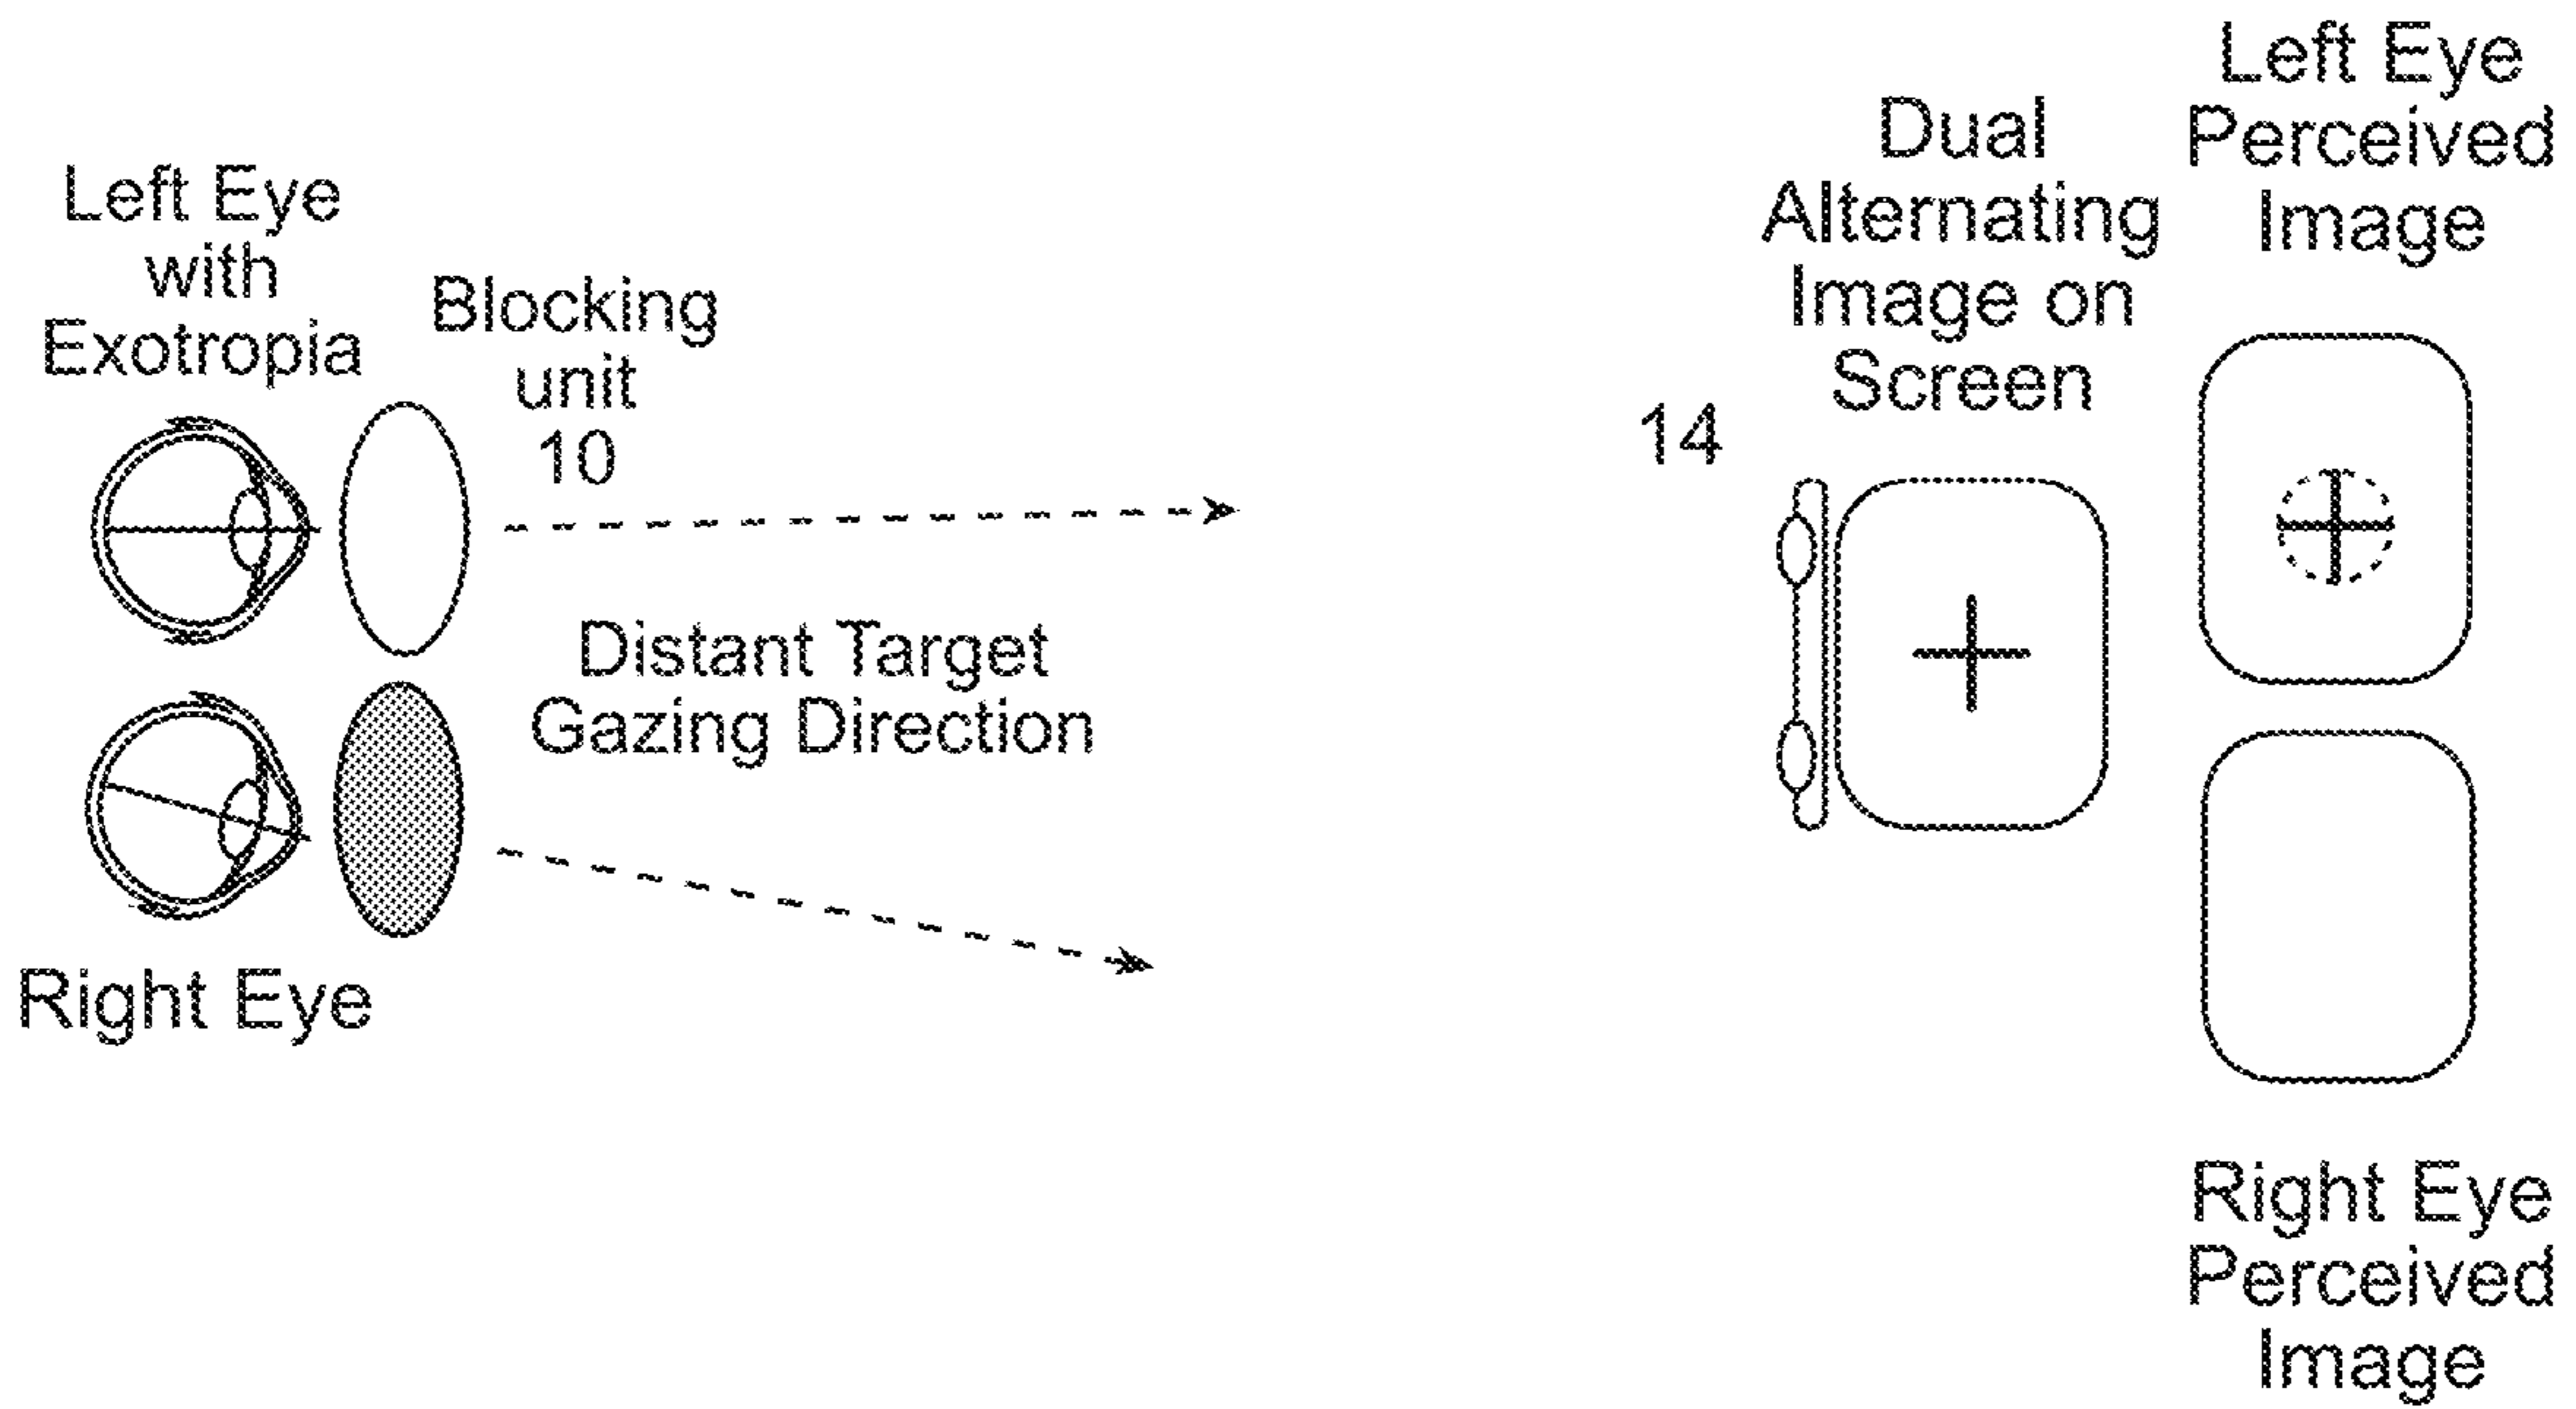 Left Eye
with
Exotropia
Blocking
unit
10
Distant Target
Gazing Direction
Right Eye
14
Dual
Alternating
Image on
Screen
Left Eye
Perceived
Image
Right Eye
Perceived
Image